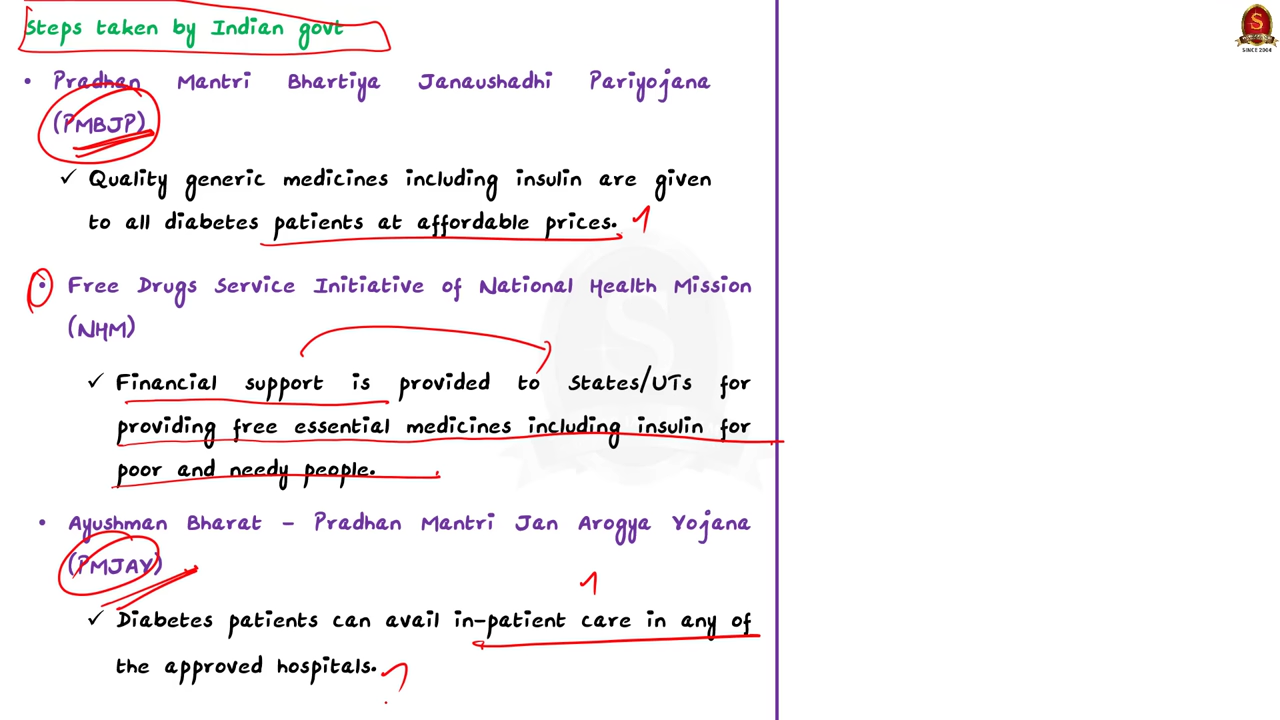 Steps taken by Indian govt
• Pradhan Mantri Bhartiya Janaushadhi Pariyojana
(PMBJP)
✓ Quality generic medicines including insulin are given
to all diabetes patients at affordable prices.
• Free Drugs Service Initiative of National Health Mission
(NHM)
✓ Financial support is provided to States/UTs for
providing free essential medicines including insulin for
poor and needy people.
• Ayushman Bharat – Pradhan Mantri Jan Arogya Yojana
(PMJAY)
✓ Diabetes patients can avail in-patient care in any of
the approved hospitals.
S
SINCE 2004